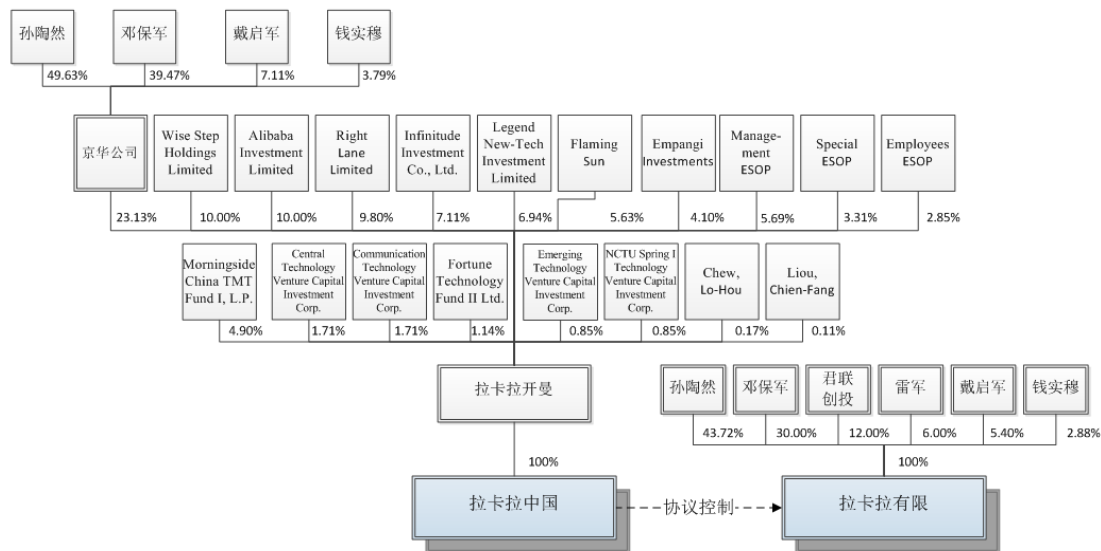 孙陶然 邓保军 戴启军 钱实穆
49.63% 39.47% 7.11% 3.79%
京华公司
Wise Step
Holdings
Limited
Alibaba
Investment
Limited
Right
Lane
Limited
Infinitude
Investment
Co., Ltd.
Legend
New-Tech
Investment
Limited
Flaming
Sun
Empangi
Investments
Manage-
ment
ESOP
Special
ESOP
Employees
ESOP
23.13% 10.00% 10.00% 9.80% 7.11% 6.94% 5.63% 4.10% 5.69% 3.31% 2.85%
Morningside
China TMT
Fund I, L.P.
Central
Technology
Venture Capital
Investment
Corp.
Communication
Technology
Venture Capital
Investment
Corp.
Fortune
Technology
Fund II Ltd.
Emerging
Technology
Venture Capital
Investment
Corp.
NCTU Spring I
Technology
Venture Capital
Investment
Corp.
Chew,
Lo-Hou
Liou,
Chien-Fang
4.90% 1.71% 1.71% 1.14% 0.85% 0.85% 0.17% 0.11%
拉卡拉开曼
孙陶然 邓保军
君联
创投
雷军 戴启军 钱实穆
43.72% 30.00% 12.00% 6.00% 5.40% 2.88%
100% 100%
拉卡拉中国 协议控制 拉卡拉有限